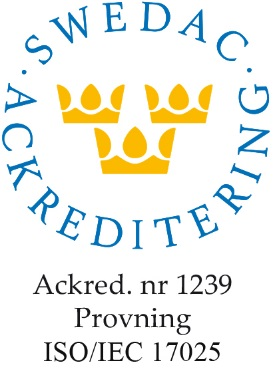 · SWEDAC ·
ACKREDITERING
Ackred. nr 1239
Provning
ISO/IEC 17025